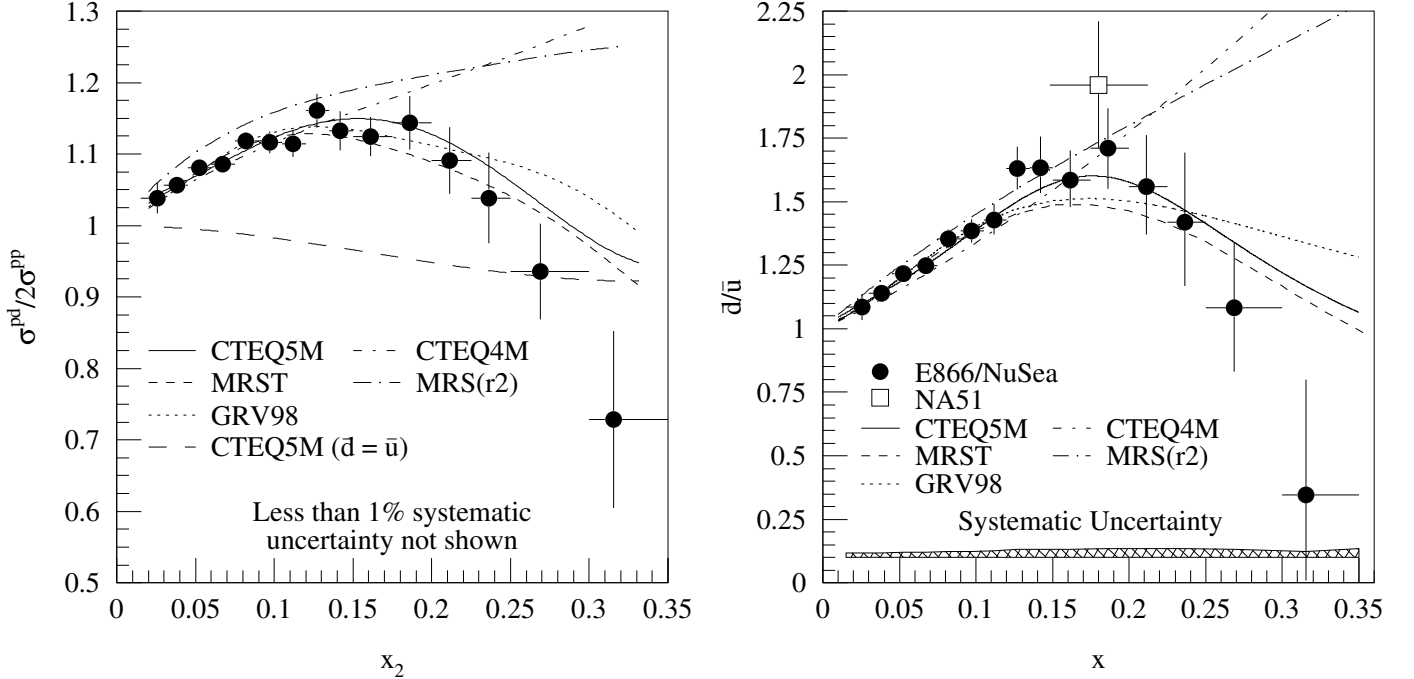 1.3
1.2
1.1
1
0.9
0.8
0.7
0.6
0.5
σ^pd/2σ^pp
CTEQ5M
CTEQ4M
MRST
MRS(r2)
GRV98
CTEQ5M (d̄ = ū)
Less than 1% systematic
uncertainty not shown
0 0.05 0.1 0.15 0.2 0.25 0.3 0.35
x₂
2.25
2
1.75
1.5
1.25
1
0.75
0.5
0.25
0
d̄/ū
E866/NuSea
NA51
CTEQ5M
CTEQ4M
MRST
MRS(r2)
GRV98
Systematic Uncertainty
0 0.05 0.1 0.15 0.2 0.25 0.3 0.35
x